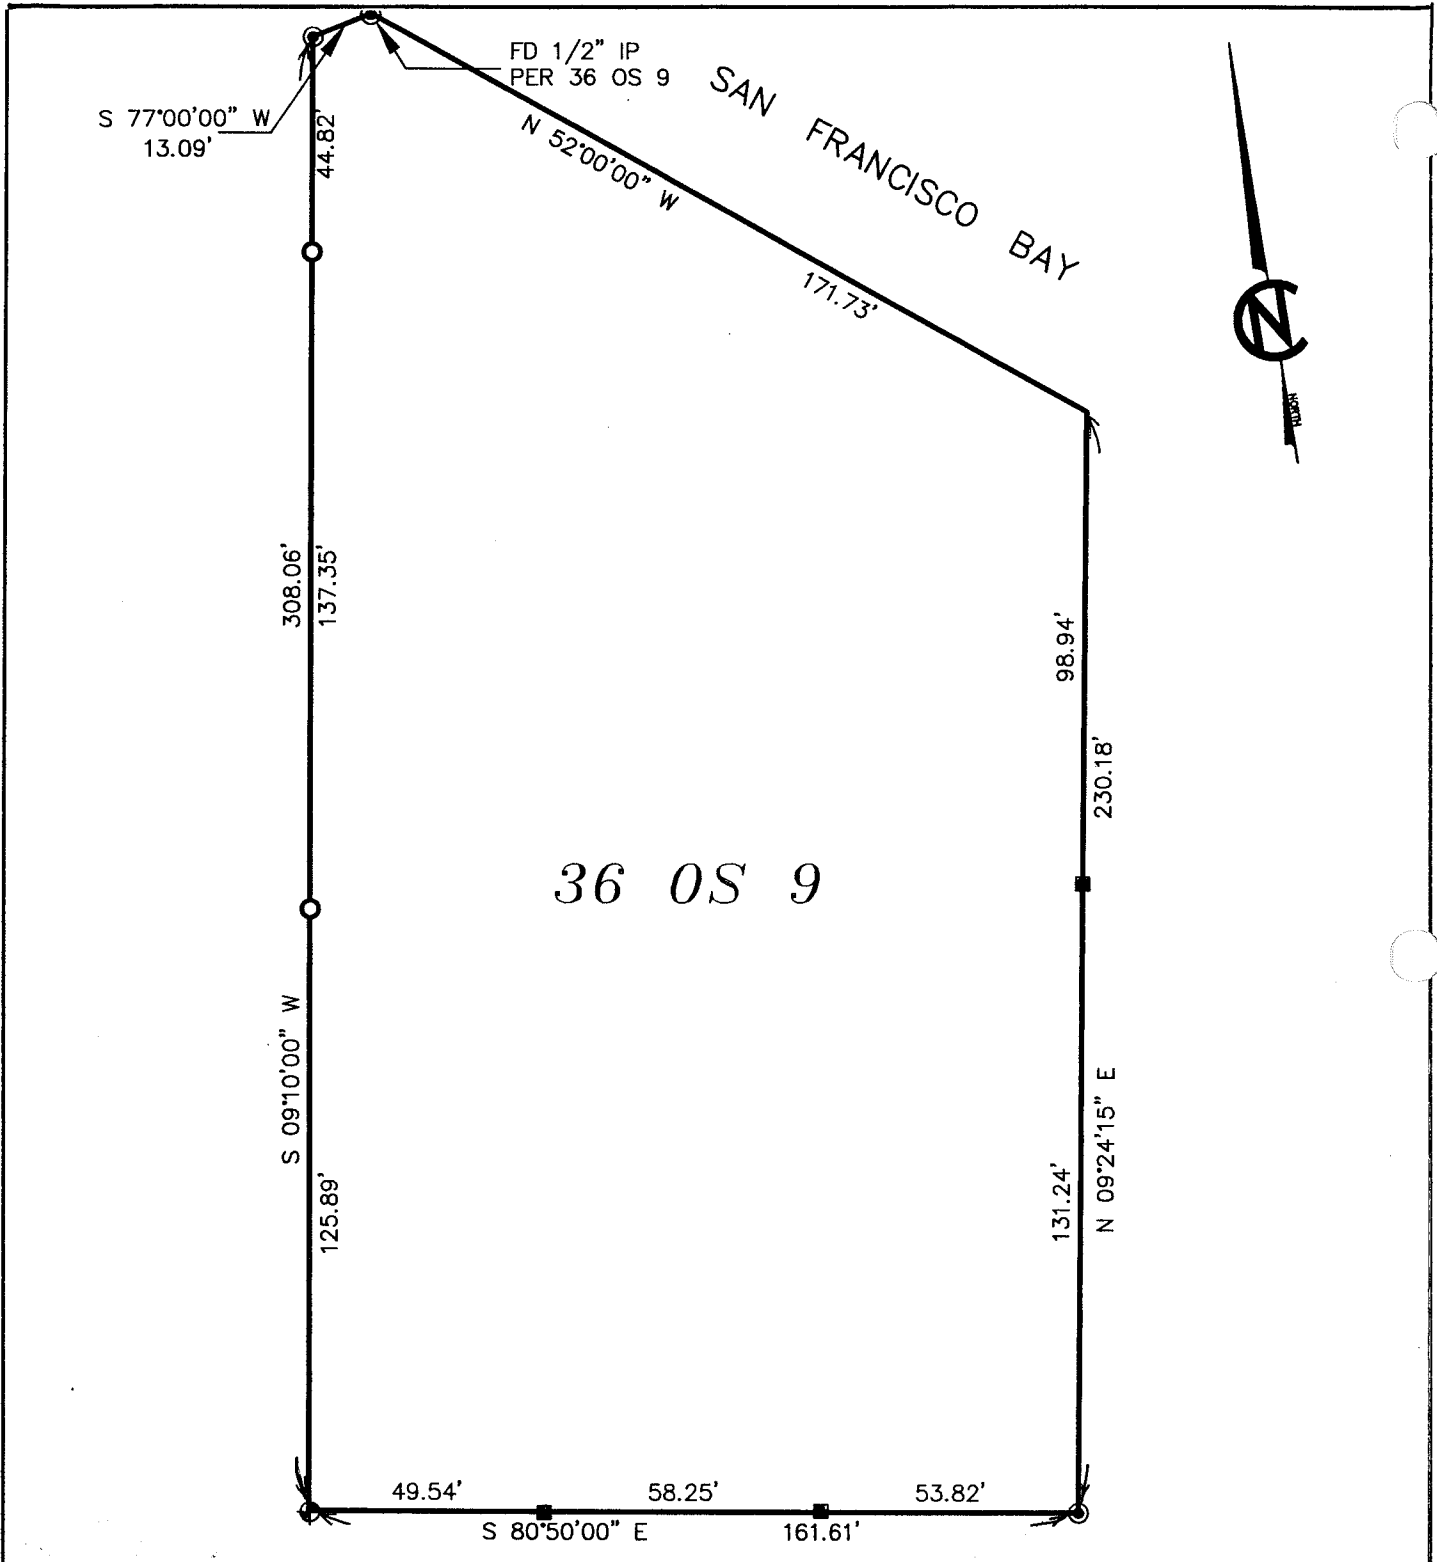 FD 1/2" IP
PER 36 OS 9
SAN FRANCISCO BAY
S 77°00'00" W
13.09'
44.82'
N 52°00'00" W
171.73'
NORTH
308.06'
137.35'
98.94'
230.18'
36 OS 9
S 09°10'00" W
125.89'
131.24'
N 09°24'15" E
49.54'
58.25'
53.82'
S 80°50'00" E
161.61'